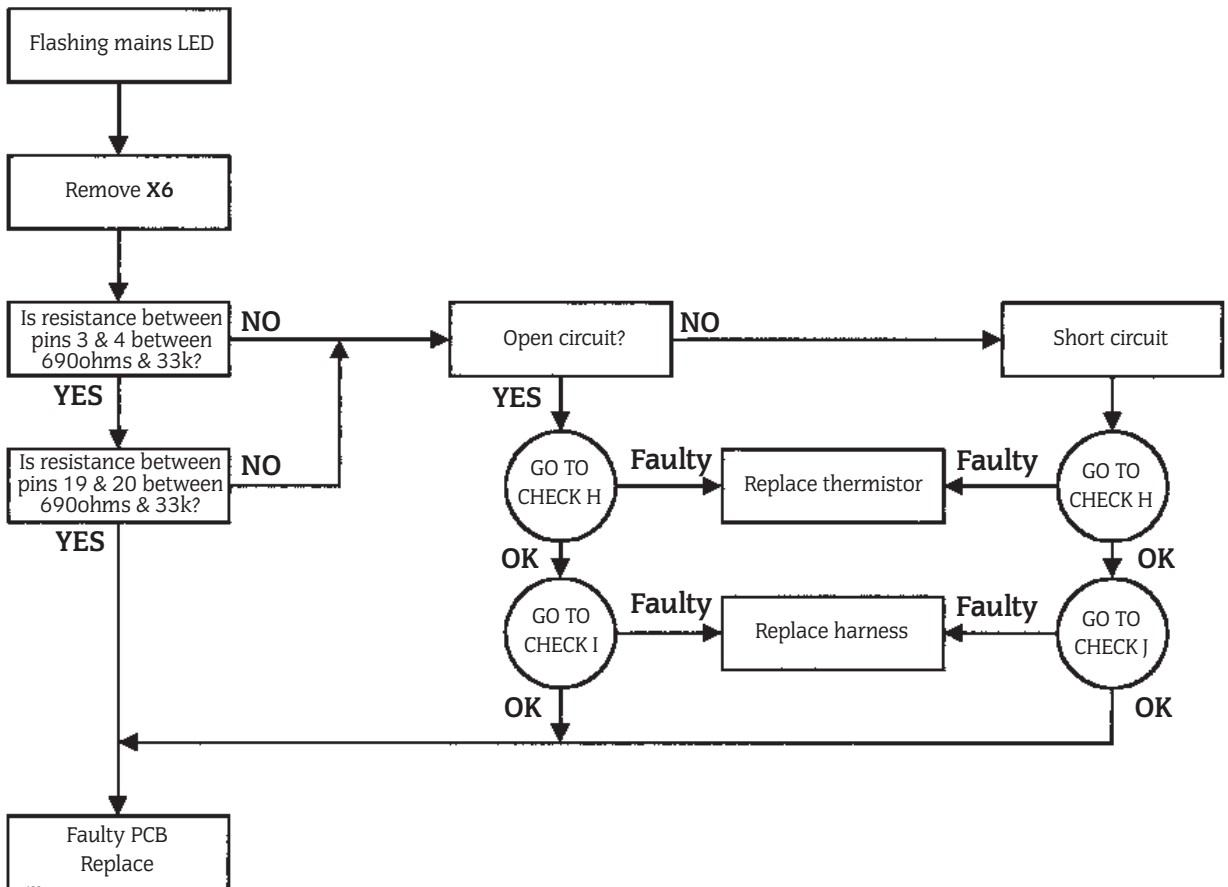 Flashing mains LED
Remove X6
Is resistance between
pins 3 & 4 between
690ohms & 33k?
NO
YES
Is resistance between
pins 19 & 20 between
690ohms & 33k?
NO
YES
Open circuit?
NO
YES
Short circuit
GO TO
CHECK H
Faulty
OK
Replace thermistor
Faulty
GO TO
CHECK H
OK
GO TO
CHECK I
Faulty
OK
Replace harness
Faulty
GO TO
CHECK J
OK
Faulty PCB
Replace